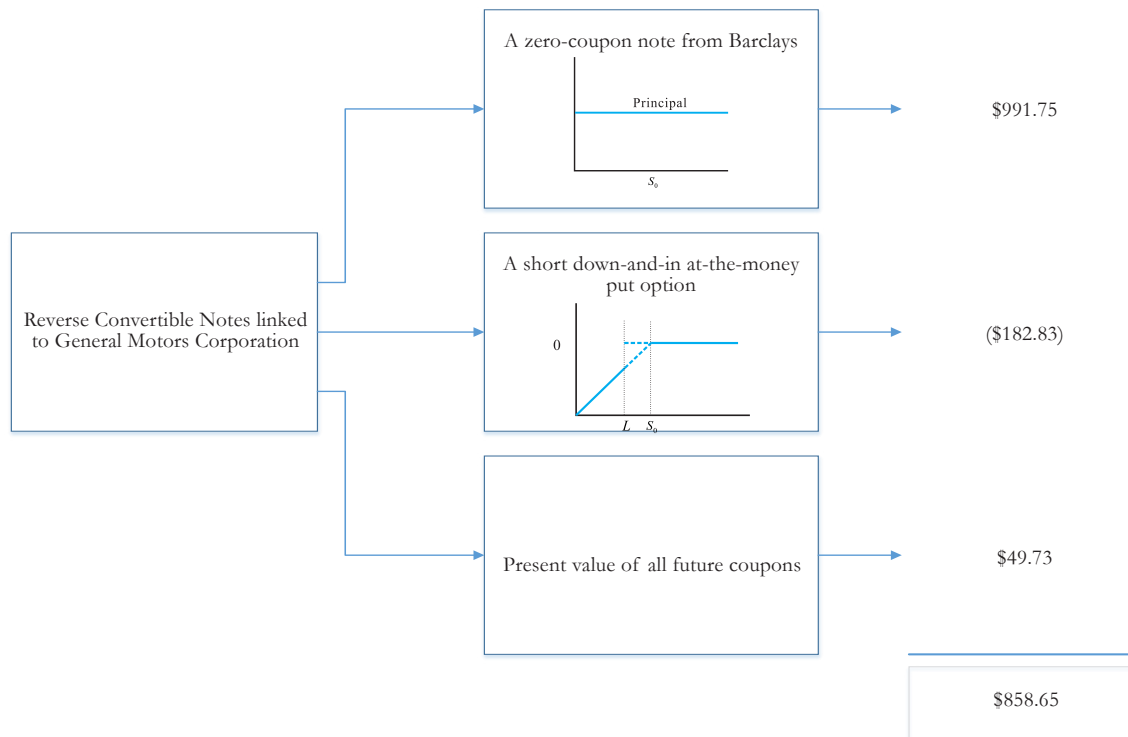 A zero-coupon note from Barclays
Principal
S₀
$991.75
Reverse Convertible Notes linked
to General Motors Corporation
A short down-and-in at-the-money
put option
0
L S₀
($182.83)
Present value of all future coupons
$49.73
$858.65